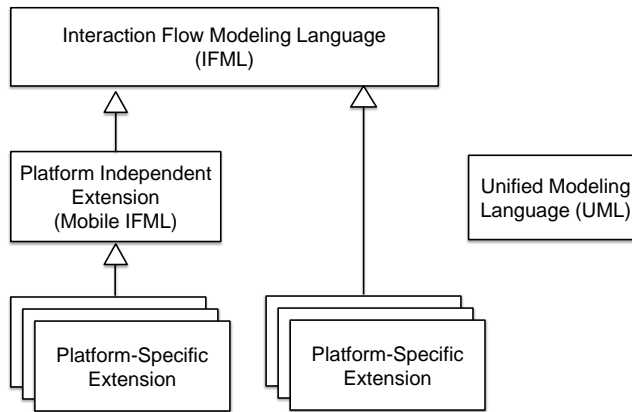 Interaction Flow Modeling Language
(IFML)
Platform Independent
Extension
(Mobile IFML)
Unified Modeling
Language (UML)
Platform-Specific
Extension
Platform-Specific
Extension